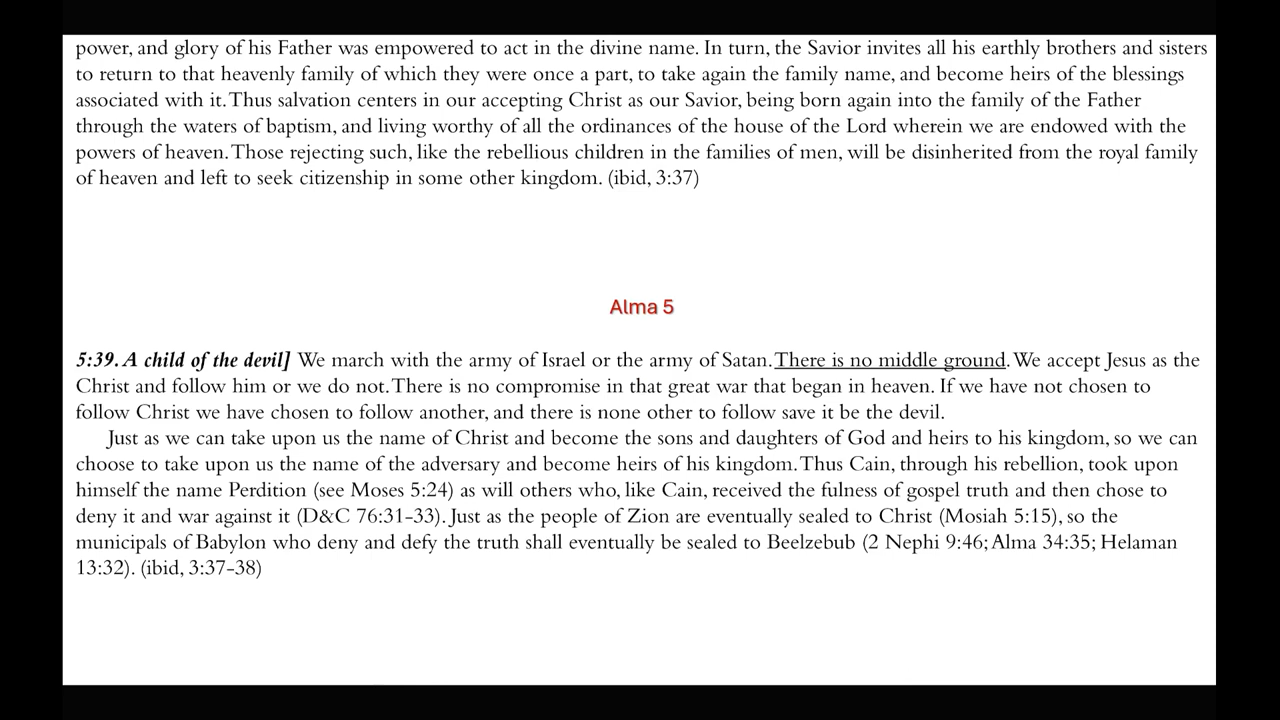 power, and glory of his Father was empowered to act in the divine name. In turn, the Savior invites all his earthly brothers and sisters
to return to that heavenly family of which they were once a part, to take again the family name, and become heirs of the blessings
associated with it. Thus salvation centers in our accepting Christ as our Savior, being born again into the family of the Father
through the waters of baptism, and living worthy of all the ordinances of the house of the Lord wherein we are endowed with the
powers of heaven. Those rejecting such, like the rebellious children in the families of men, will be disinherited from the royal family
of heaven and left to seek citizenship in some other kingdom. (ibid, 3:37)
Alma 5
5:39. A child of the devil] We march with the army of Israel or the army of Satan. There is no middle ground. We accept Jesus as the
Christ and follow him or we do not. There is no compromise in that great war that began in heaven. If we have not chosen to
follow Christ we have chosen to follow another, and there is none other to follow save it be the devil.
Just as we can take upon us the name of Christ and become the sons and daughters of God and heirs to his kingdom, so we can
choose to take upon us the name of the adversary and become heirs of his kingdom. Thus Cain, through his rebellion, took upon
himself the name Perdition (see Moses 5:24) as will others who, like Cain, received the fulness of gospel truth and then chose to
deny it and war against it (D&C 76:31-33). Just as the people of Zion are eventually sealed to Christ (Mosiah 5:15), so the
municipals of Babylon who deny and defy the truth shall eventually be sealed to Beelzebub (2 Nephi 9:46; Alma 34:35; Helaman
13:32). (ibid, 3:37-38)